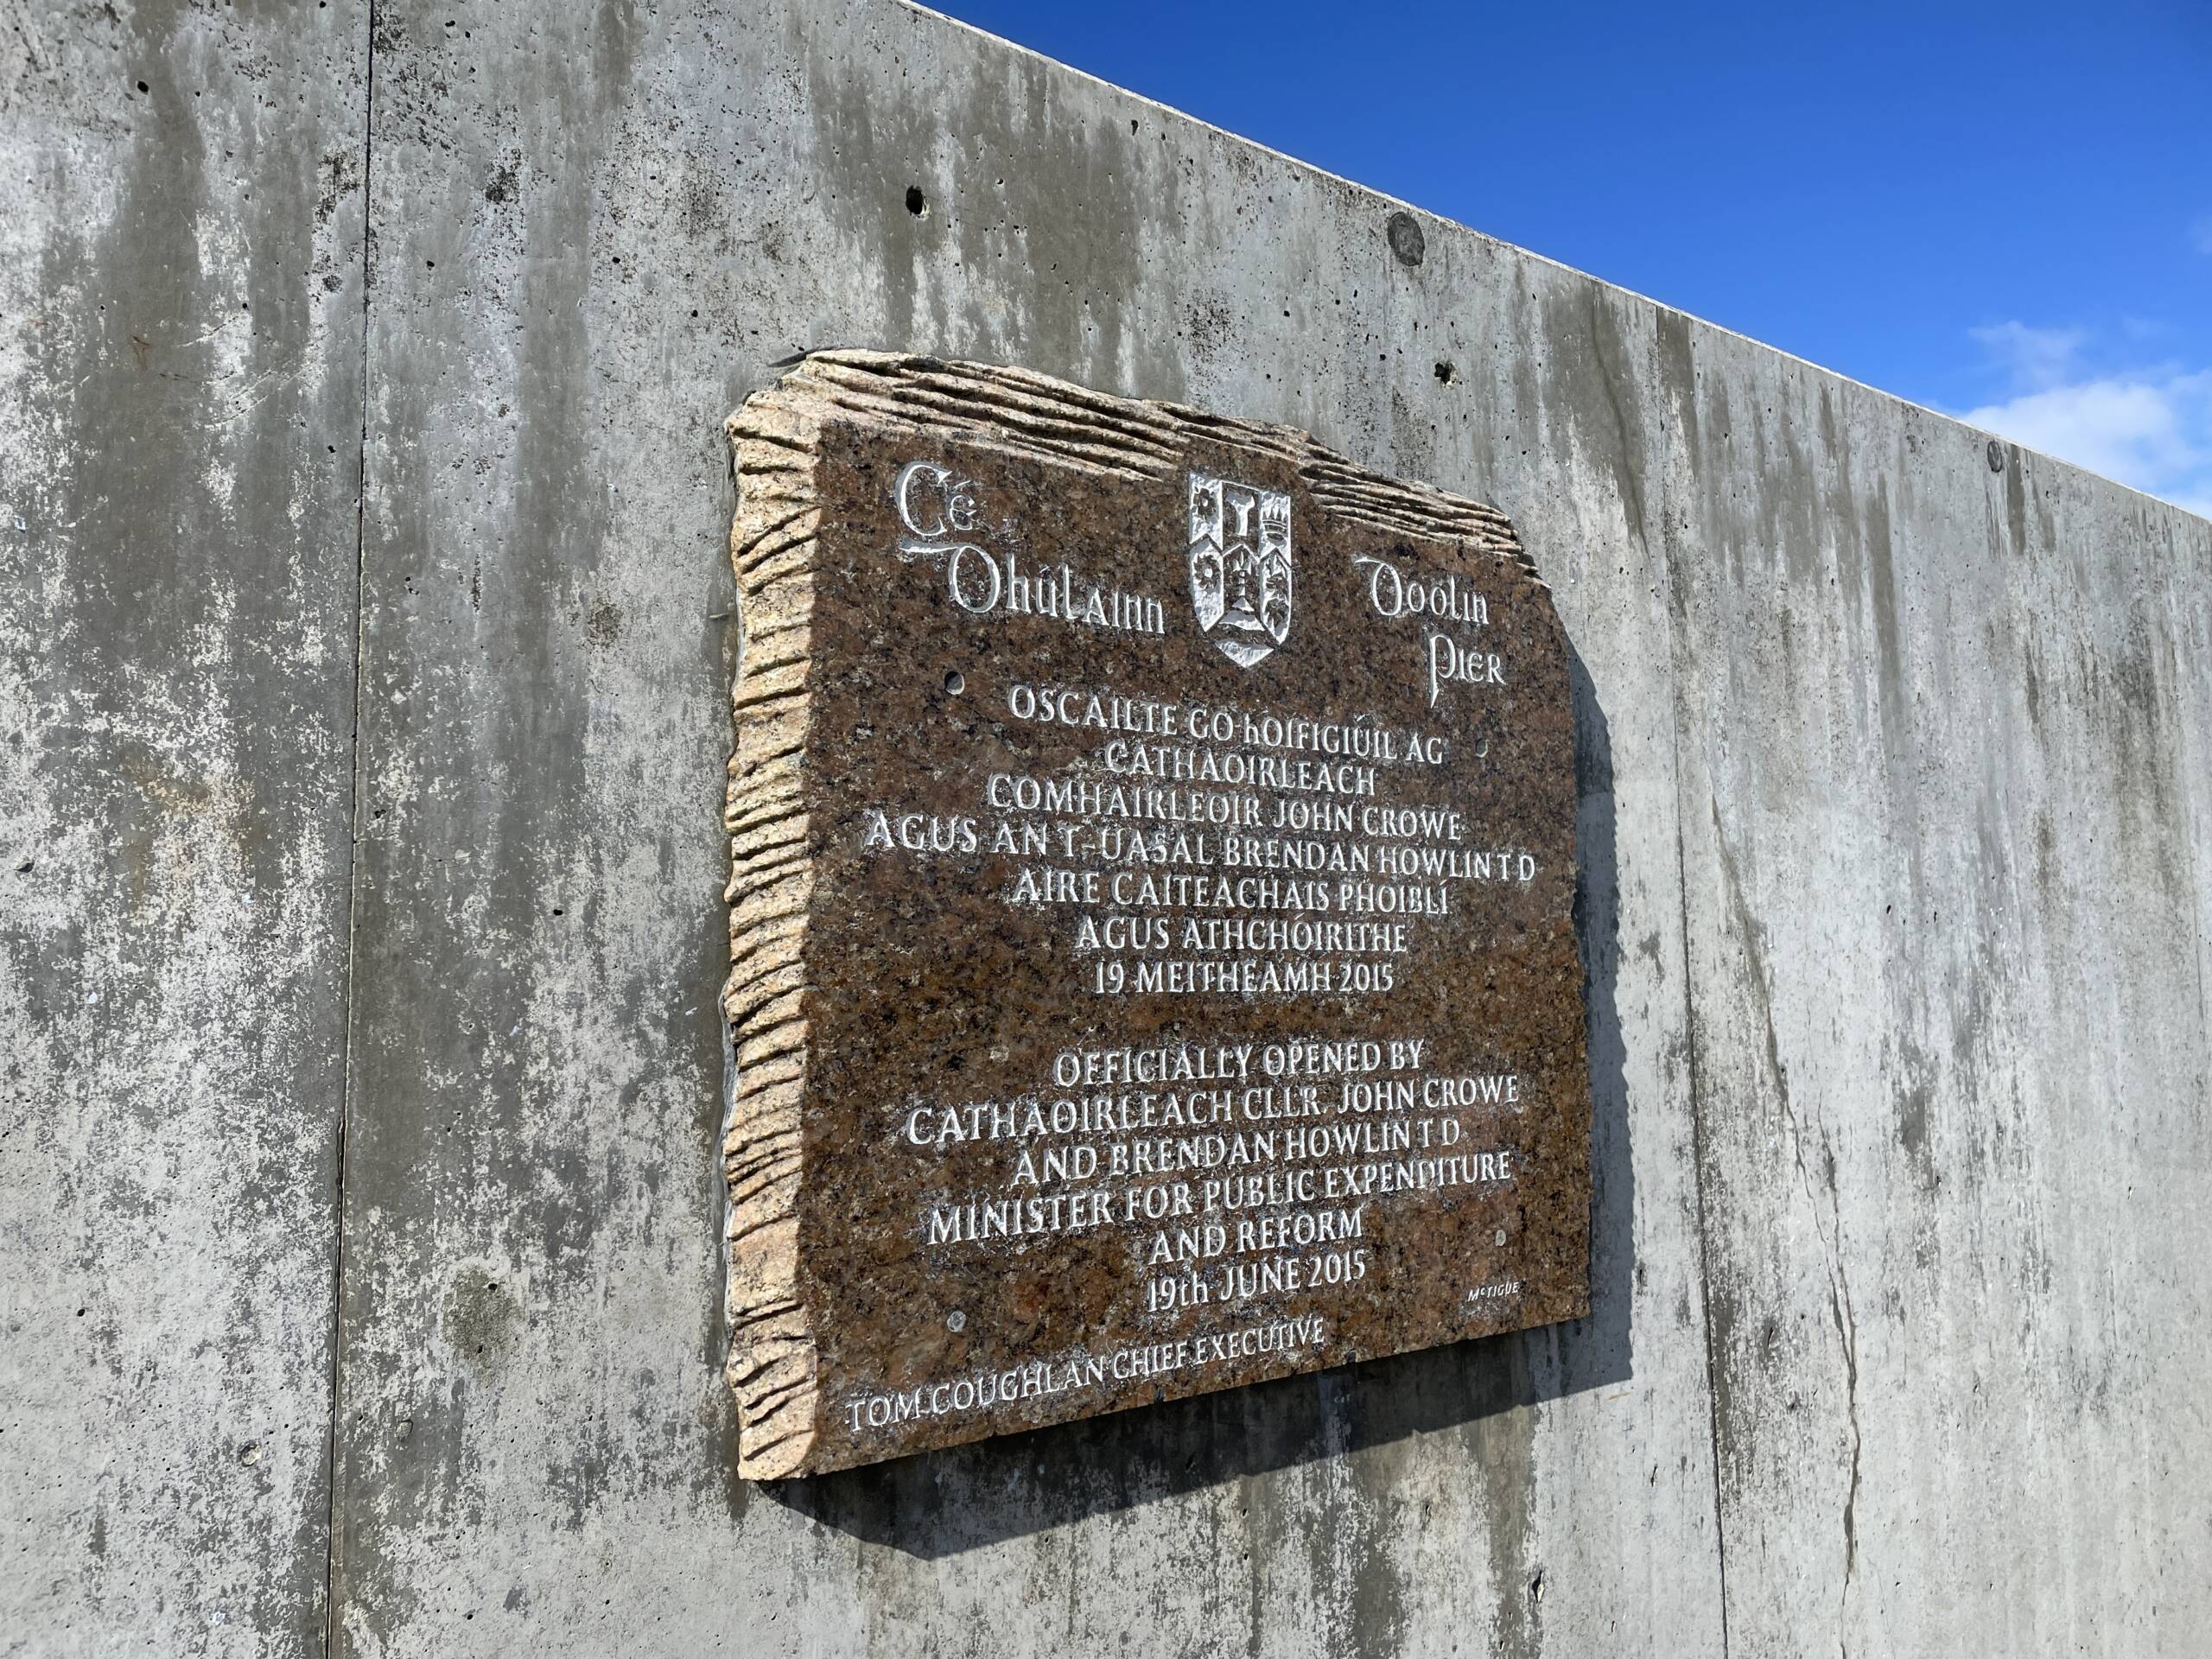 Cé
Dhúlainn
Doolin
Pier
OSCAILTE GO hOIFIGIÚIL AG
CATHAOIRLEACH
COMHAIRLEOIR JOHN CROWE
AGUS AN T-UASAL BRENDAN HOWLIN T D
AIRE CAITEACHAIS PHOIBLÍ
AGUS ATHCHÓIRITHE
19 MEITHEAMH 2015
OFFICIALLY OPENED BY
CATHAOIRLEACH CLLR. JOHN CROWE
AND BRENDAN HOWLIN T D
MINISTER FOR PUBLIC EXPENDITURE
AND REFORM
19th JUNE 2015
McTIGUE
TOM COUGHLAN CHIEF EXECUTIVE